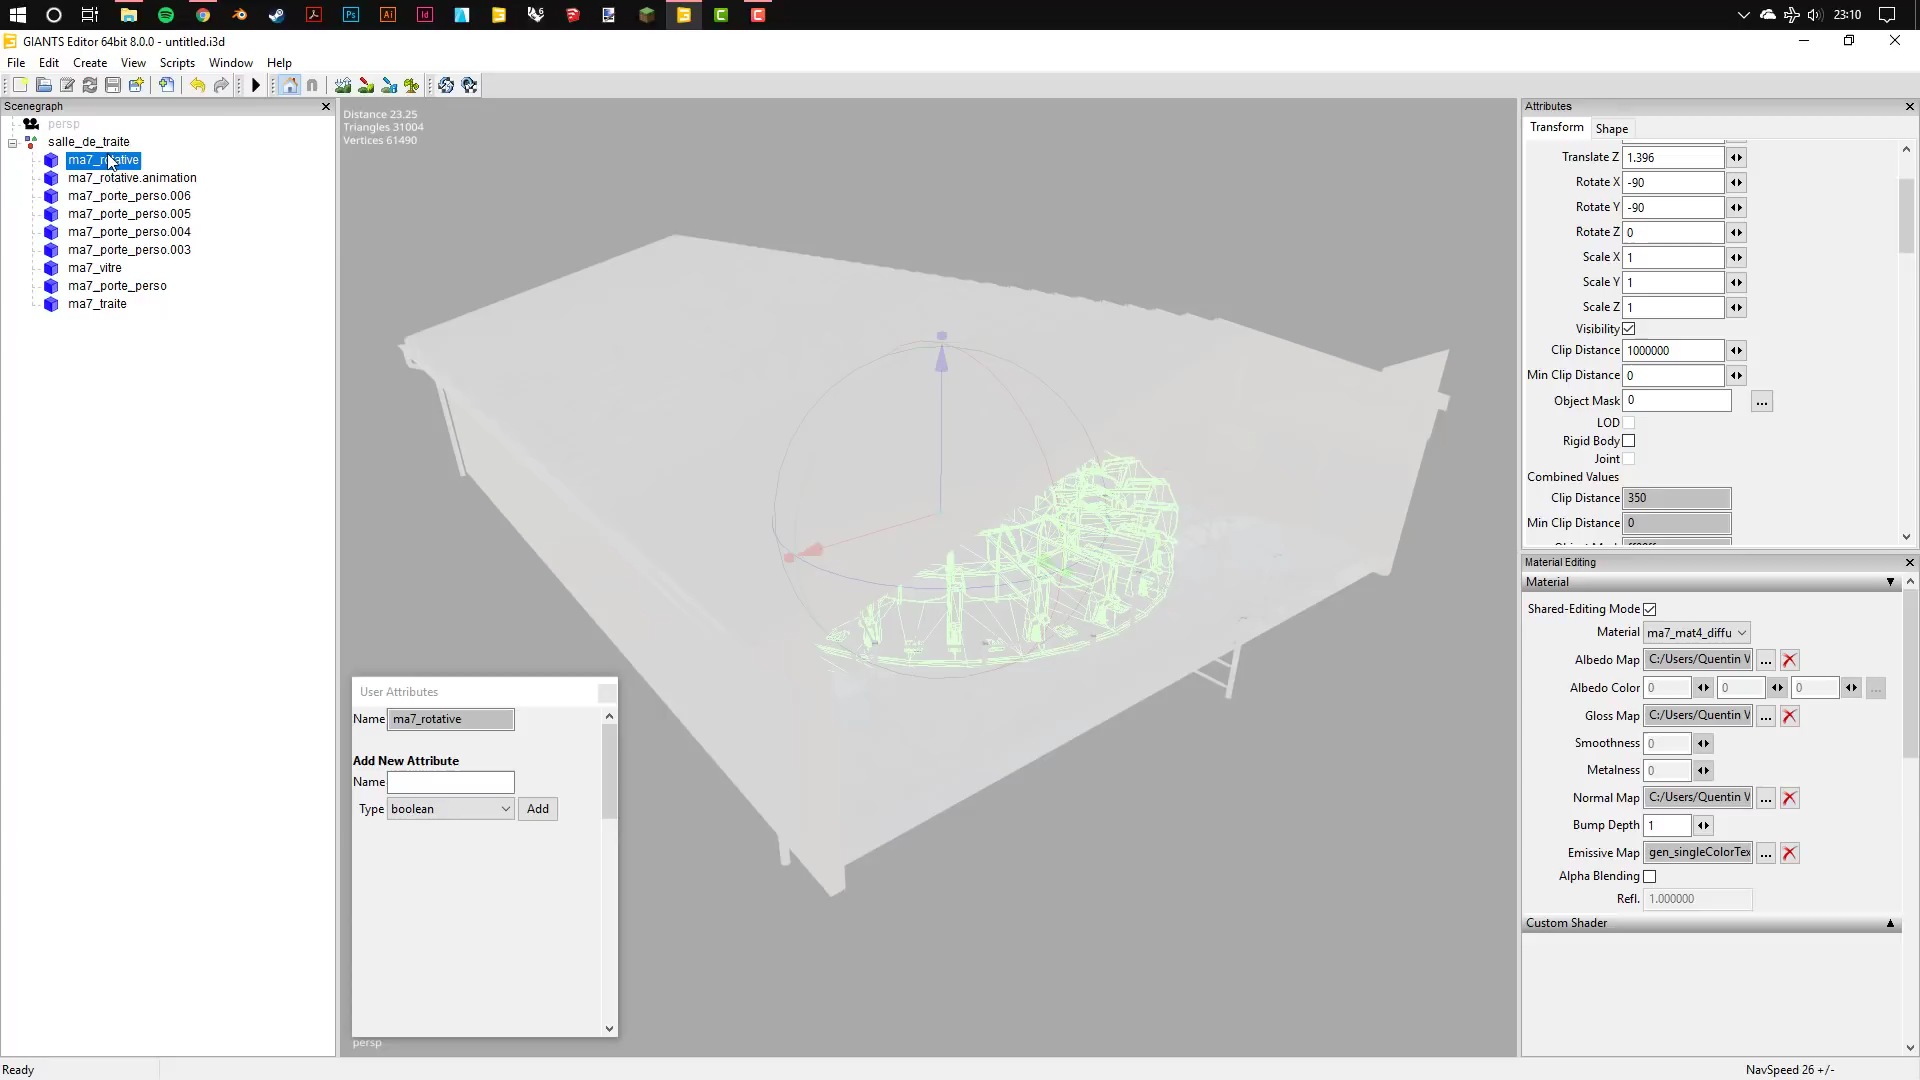 Ps
Ai
Id
23:10
GIANTS Editor 64bit 8.0.0 - untitled.i3d
File Edit Create View Scripts Window Help
Scenegraph
persp
salle_de_traite
ma7_rotative
ma7_rotative.animation
ma7_porte_perso.006
ma7_porte_perso.005
ma7_porte_perso.004
ma7_porte_perso.003
ma7_vitre
ma7_porte_perso
ma7_traite
Distance 23.25
Triangles 31004
Vertices 61490
User Attributes
Name ma7_rotative
Add New Attribute
Name
Type boolean Add
persp
Attributes
Transform Shape
Translate Z 1.396
Rotate X -90
Rotate Y -90
Rotate Z 0
Scale X 1
Scale Y 1
Scale Z 1
Visibility
Clip Distance 1000000
Min Clip Distance 0
Object Mask 0 ...
LOD
Rigid Body
Joint
Combined Values
Clip Distance 350
Min Clip Distance 0
Material Editing
Material
Shared-Editing Mode
Material ma7_mat4_diffu
Albedo Map C:/Users/Quentin V ...
Albedo Color 0 0 0 ...
Gloss Map C:/Users/Quentin V ...
Smoothness 0
Metalness 0
Normal Map C:/Users/Quentin V ...
Bump Depth 1
Emissive Map gen_singleColorTex ...
Alpha Blending
Refl. 1.000000
Custom Shader
Ready
NavSpeed 26 +/-